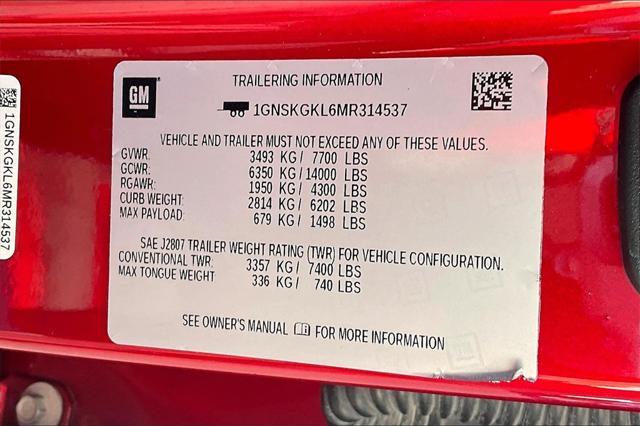 1GNSKGKL6MR314537
GM
TRAILERING INFORMATION
1GNSKGKL6MR314537
VEHICLE AND TRAILER MUST NOT EXCEED ANY OF THESE VALUES.
GVWR: 3493 KG/ 7700 LBS
GCWR: 6350 KG/ 14000 LBS
RGAWR: 1950 KG/ 4300 LBS
CURB WEIGHT: 2814 KG/ 6202 LBS
MAX PAYLOAD: 679 KG/ 1498 LBS
SAE J2807 TRAILER WEIGHT RATING (TWR) FOR VEHICLE CONFIGURATION.
CONVENTIONAL TWR: 3357 KG/ 7400 LBS
MAX TONGUE WEIGHT 336 KG/ 740 LBS
SEE OWNER'S MANUAL FOR MORE INFORMATION